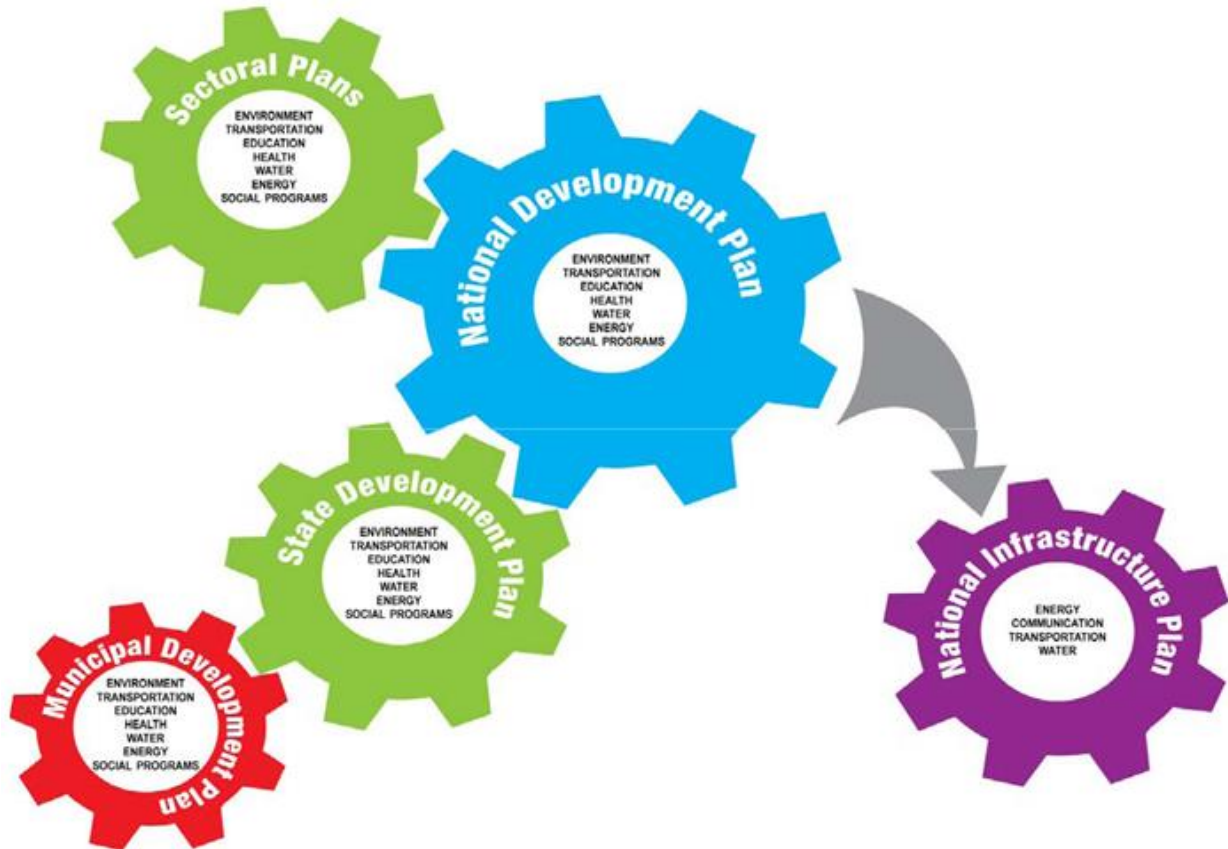 Sectoral Plans
ENVIRONMENT
TRANSPORTATION
EDUCATION
HEALTH
WATER
ENERGY
SOCIAL PROGRAMS
National Development Plan
ENVIRONMENT
TRANSPORTATION
EDUCATION
HEALTH
WATER
ENERGY
SOCIAL PROGRAMS
State Development Plan
ENVIRONMENT
TRANSPORTATION
EDUCATION
HEALTH
WATER
ENERGY
SOCIAL PROGRAMS
Municipal Development Plan
ENVIRONMENT
TRANSPORTATION
EDUCATION
HEALTH
WATER
ENERGY
SOCIAL PROGRAMS
National Infrastructure Plan
ENERGY
COMMUNICATION
TRANSPORTATION
WATER